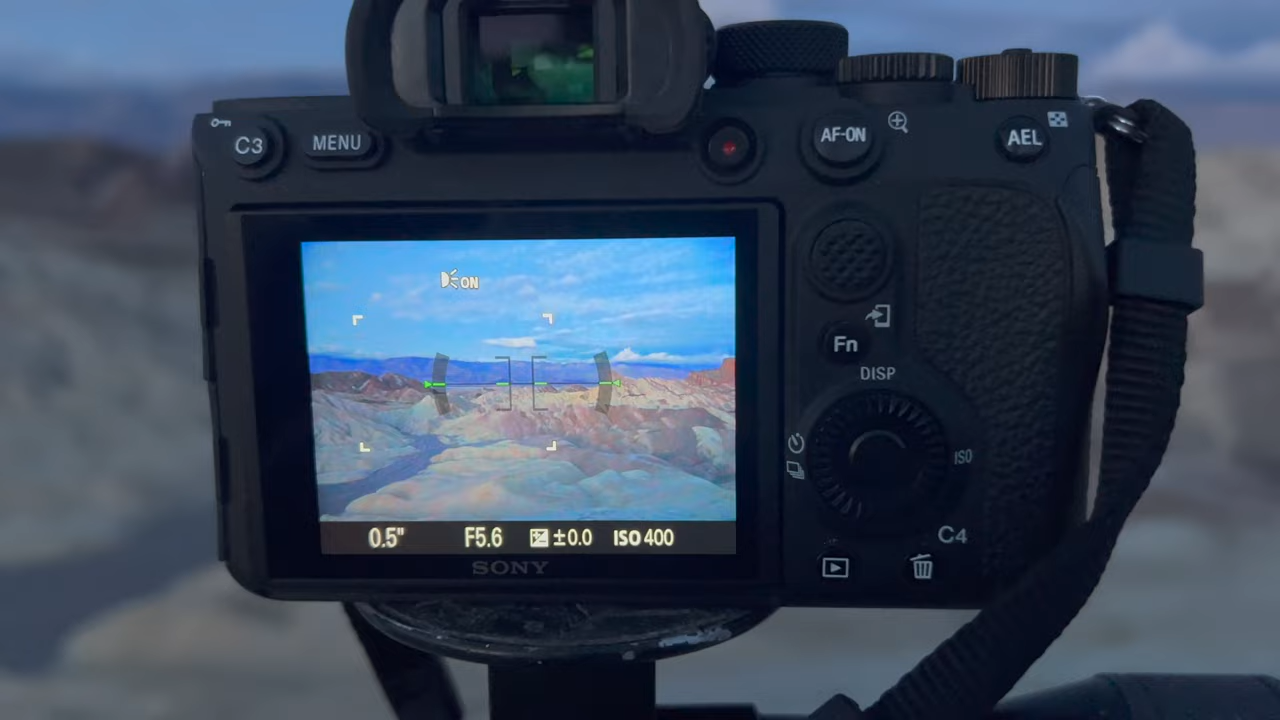 C3
MENU
AF-ON
AEL
ON
Fn
DISP
ISO
0.5" F5.6 ±0.0 ISO 400
C4
SONY